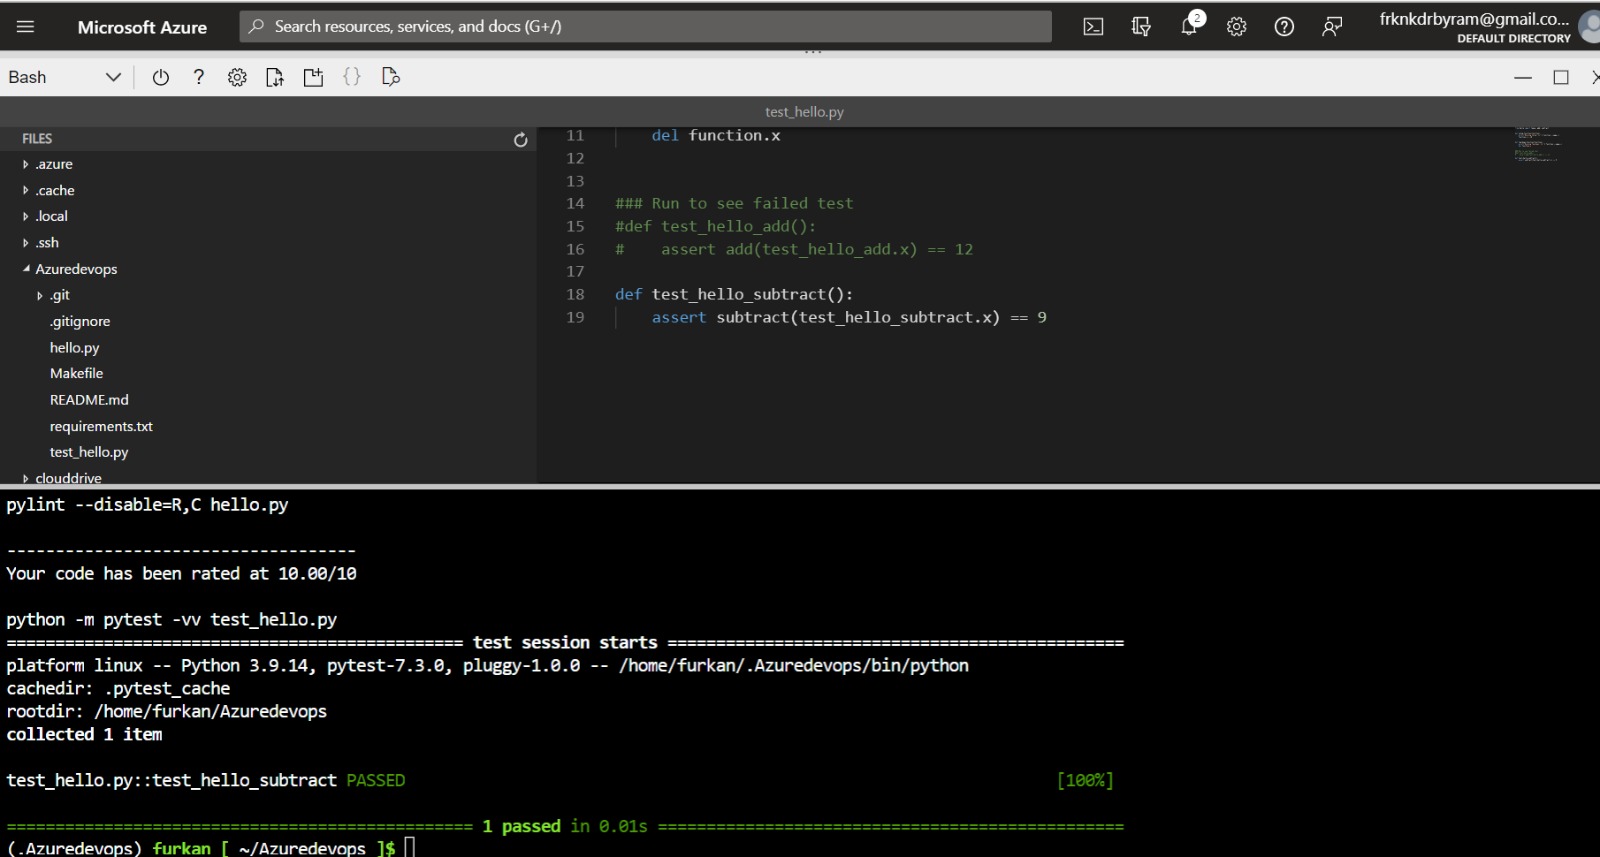 Microsoft Azure
Search resources, services, and docs (G+/)
2
frknkdrbyram@gmail.co...
DEFAULT DIRECTORY
Bash
test_hello.py
FILES
.azure
.cache
.local
.ssh
Azuredevops
.git
.gitignore
hello.py
Makefile
README.md
requirements.txt
test_hello.py
clouddrive
11 del function.x
12
13
14 ### Run to see failed test
15 #def test_hello_add():
16 #    assert add(test_hello_add.x) == 12
17
18 def test_hello_subtract():
19     assert subtract(test_hello_subtract.x) == 9
pylint --disable=R,C hello.py
------------------------------------
Your code has been rated at 10.00/10
python -m pytest -vv test_hello.py
=============================================== test session starts ===============================================
platform linux -- Python 3.9.14, pytest-7.3.0, pluggy-1.0.0 -- /home/furkan/.Azuredevops/bin/python
cachedir: .pytest_cache
rootdir: /home/furkan/Azuredevops
collected 1 item
test_hello.py::test_hello_subtract PASSED [100%]
================================================ 1 passed in 0.01s ================================================
(.Azuredevops) furkan [ ~/Azuredevops ]$